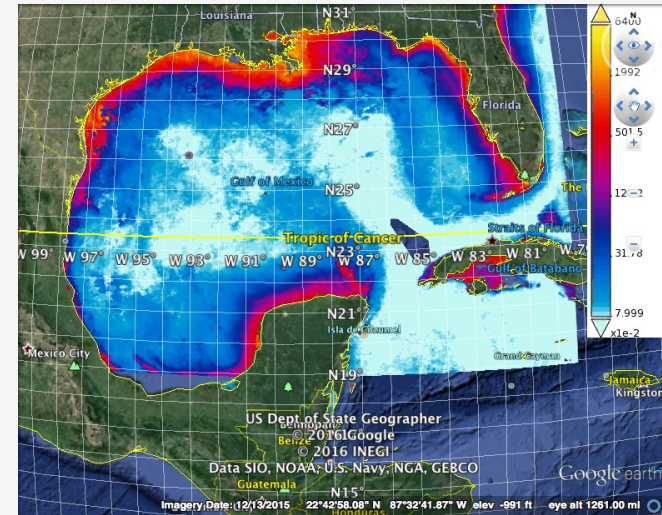 Louisiana
N31°
N
6400
N29°
.1992
Florida
.501.5
N27°
Gulf of Mexico
N25°
The
Straits of Florida
Tropic of Cancer
N23°
W 99° W 97° W 95° W 93° W 91° W 89° W 87° W 85° W 83° W 81° W 7
.31.78
Gulf of Batabano
N21°
7.999
Isla de Cozumel
x1e-2
Mexico City
Grand Cayman
N19°
Jamaica
Kingston
US Dept of State Geographer
© 2016 Google
Belize
© 2016 INEGI
Data SIO, NOAA, U.S. Navy, NGA, GEBCO
Google earth
Guatemala
N15°
Imagery Date: 12/13/2015 22°42'58.08" N 87°32'41.87" W elev -991 ft eye alt 1261.00 mi
Honduras